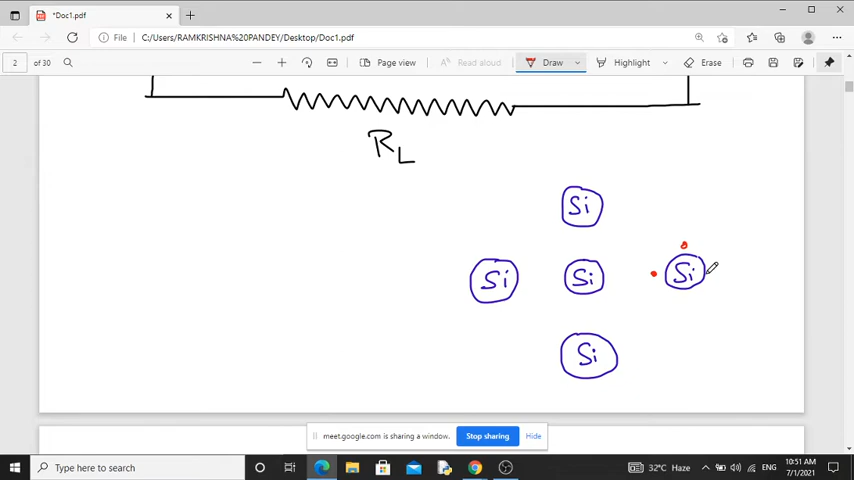 *Doc1.pdf
File
C:/Users/RAMKRISHNA%20PANDEY/Desktop/Doc1.pdf
2 of 30
Page view
Read aloud
Draw
Highlight
Erase
RL
Si
Si Si Si
Si
meet.google.com is sharing a window. Stop sharing Hide
Type here to search
32°C Haze
ENG
10:51 AM
7/1/2021